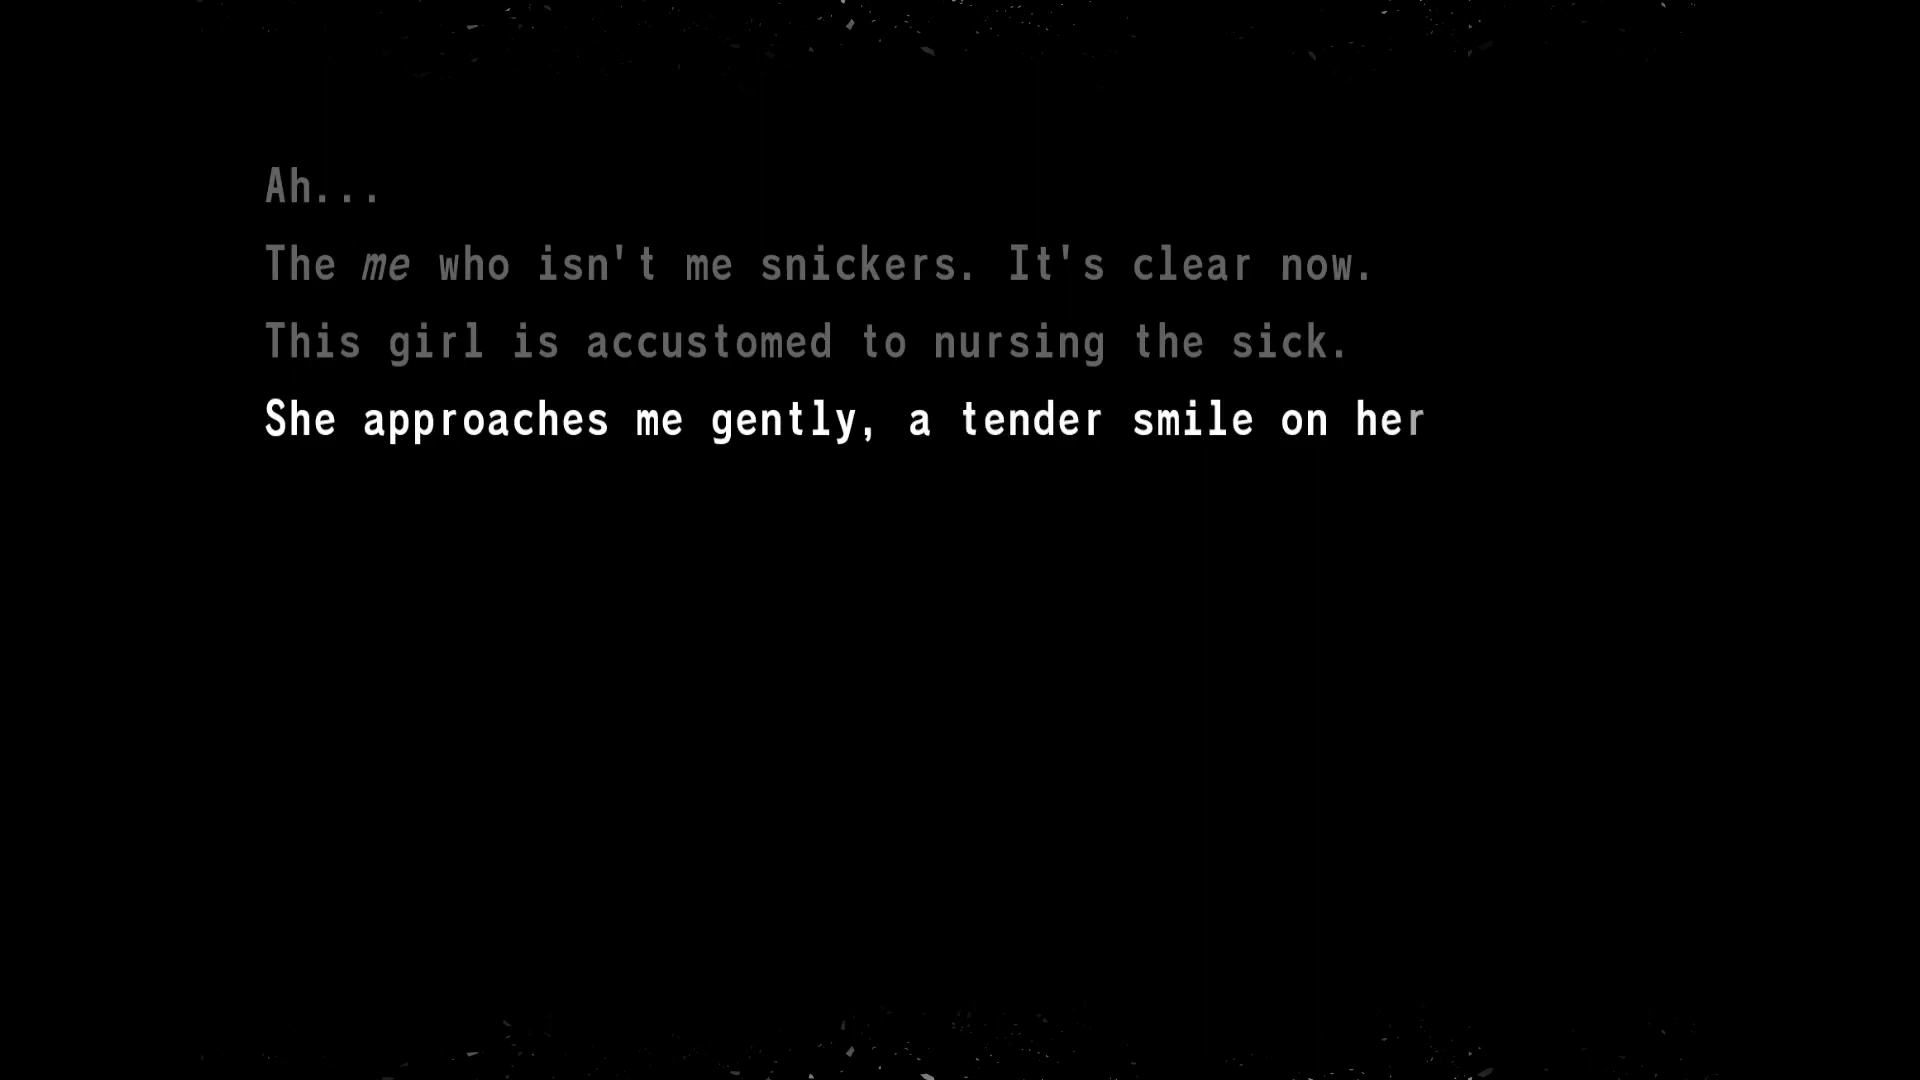 Ah...
The me who isn't me snickers. It's clear now.
This girl is accustomed to nursing the sick.
She approaches me gently, a tender smile on her